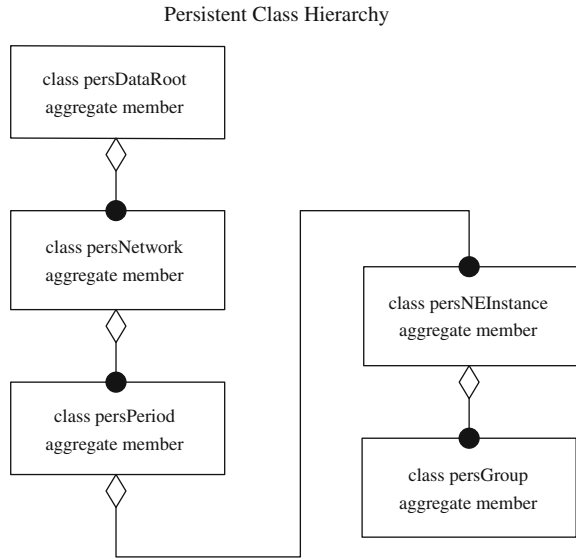 Persistent Class Hierarchy
class persDataRoot
aggregate member
class persNetwork
aggregate member
class persPeriod
aggregate member
class persNEInstance
aggregate member
class persGroup
aggregate member